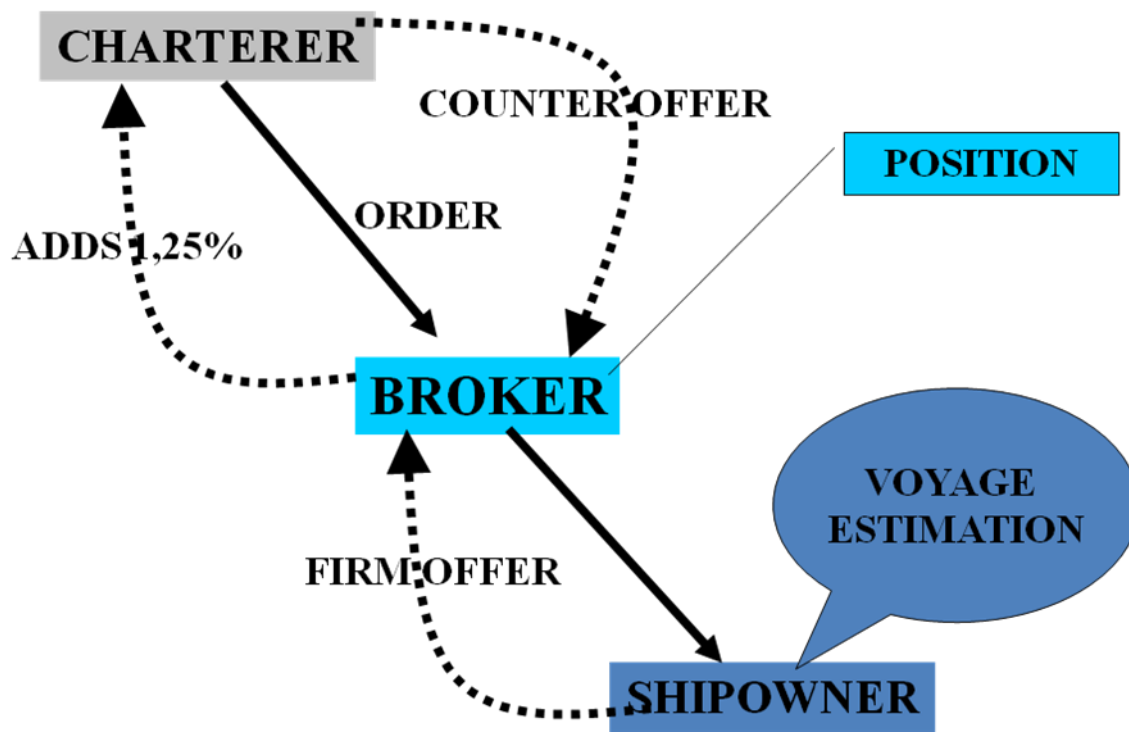 CHARTERER
COUNTER OFFER
POSITION
ORDER
ADDS 1,25%
BROKER
VOYAGE
ESTIMATION
FIRM OFFER
SHIPOWNER